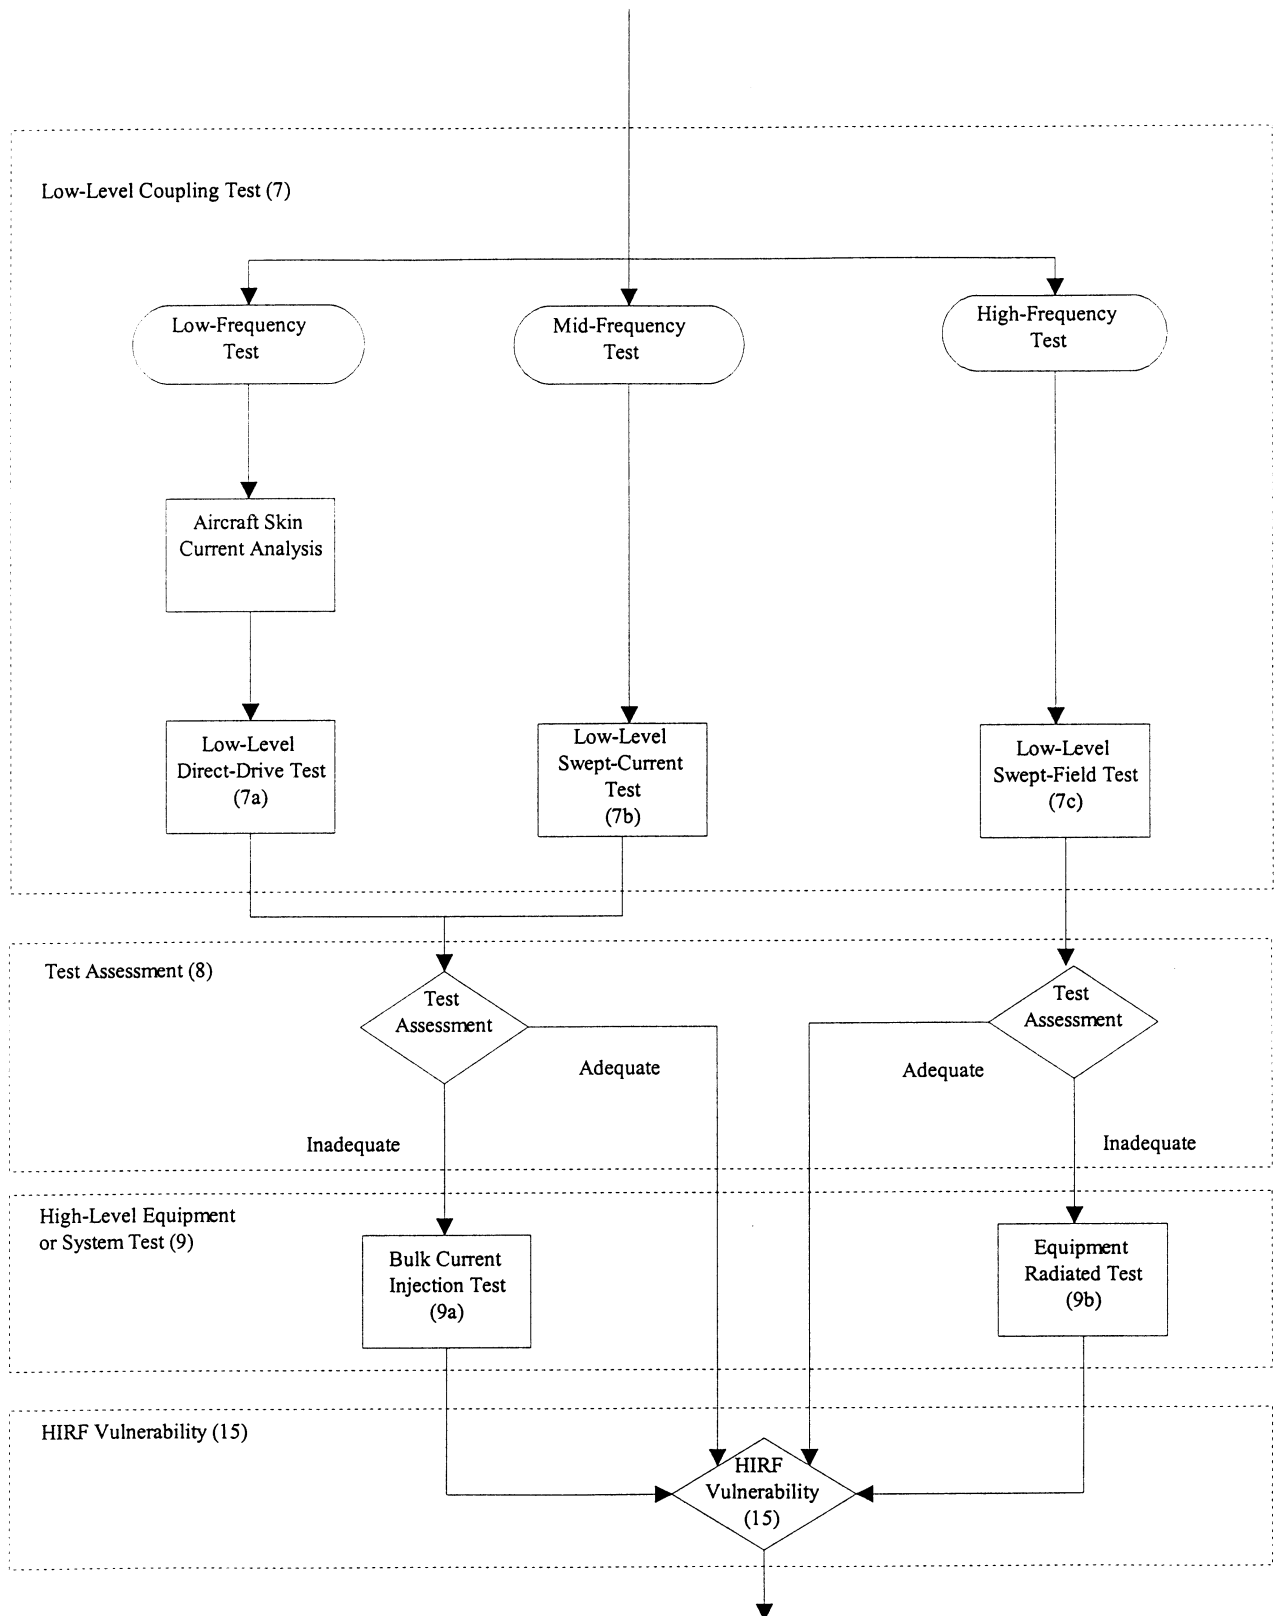 Low-Level Coupling Test (7)
Low-Frequency
Test
Mid-Frequency
Test
High-Frequency
Test
Aircraft Skin
Current Analysis
Low-Level
Direct-Drive Test
(7a)
Low-Level
Swept-Current
Test
(7b)
Low-Level
Swept-Field Test
(7c)
Test Assessment (8)
Test
Assessment
Test
Assessment
Adequate
Adequate
Inadequate
Inadequate
High-Level Equipment
or System Test (9)
Bulk Current
Injection Test
(9a)
Equipment
Radiated Test
(9b)
HIRF Vulnerability (15)
HIRF
Vulnerability
(15)